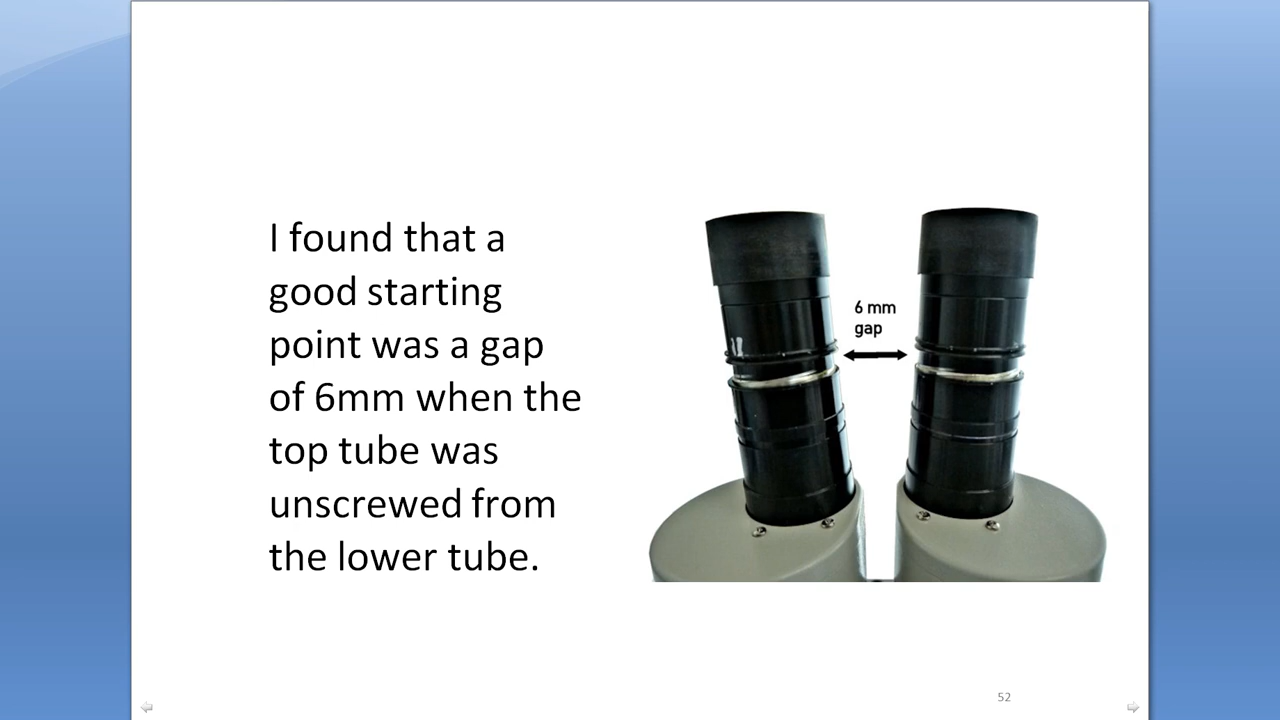 I found that a
good starting
point was a gap
of 6mm when the
top tube was
unscrewed from
the lower tube.
6 mm
gap
52